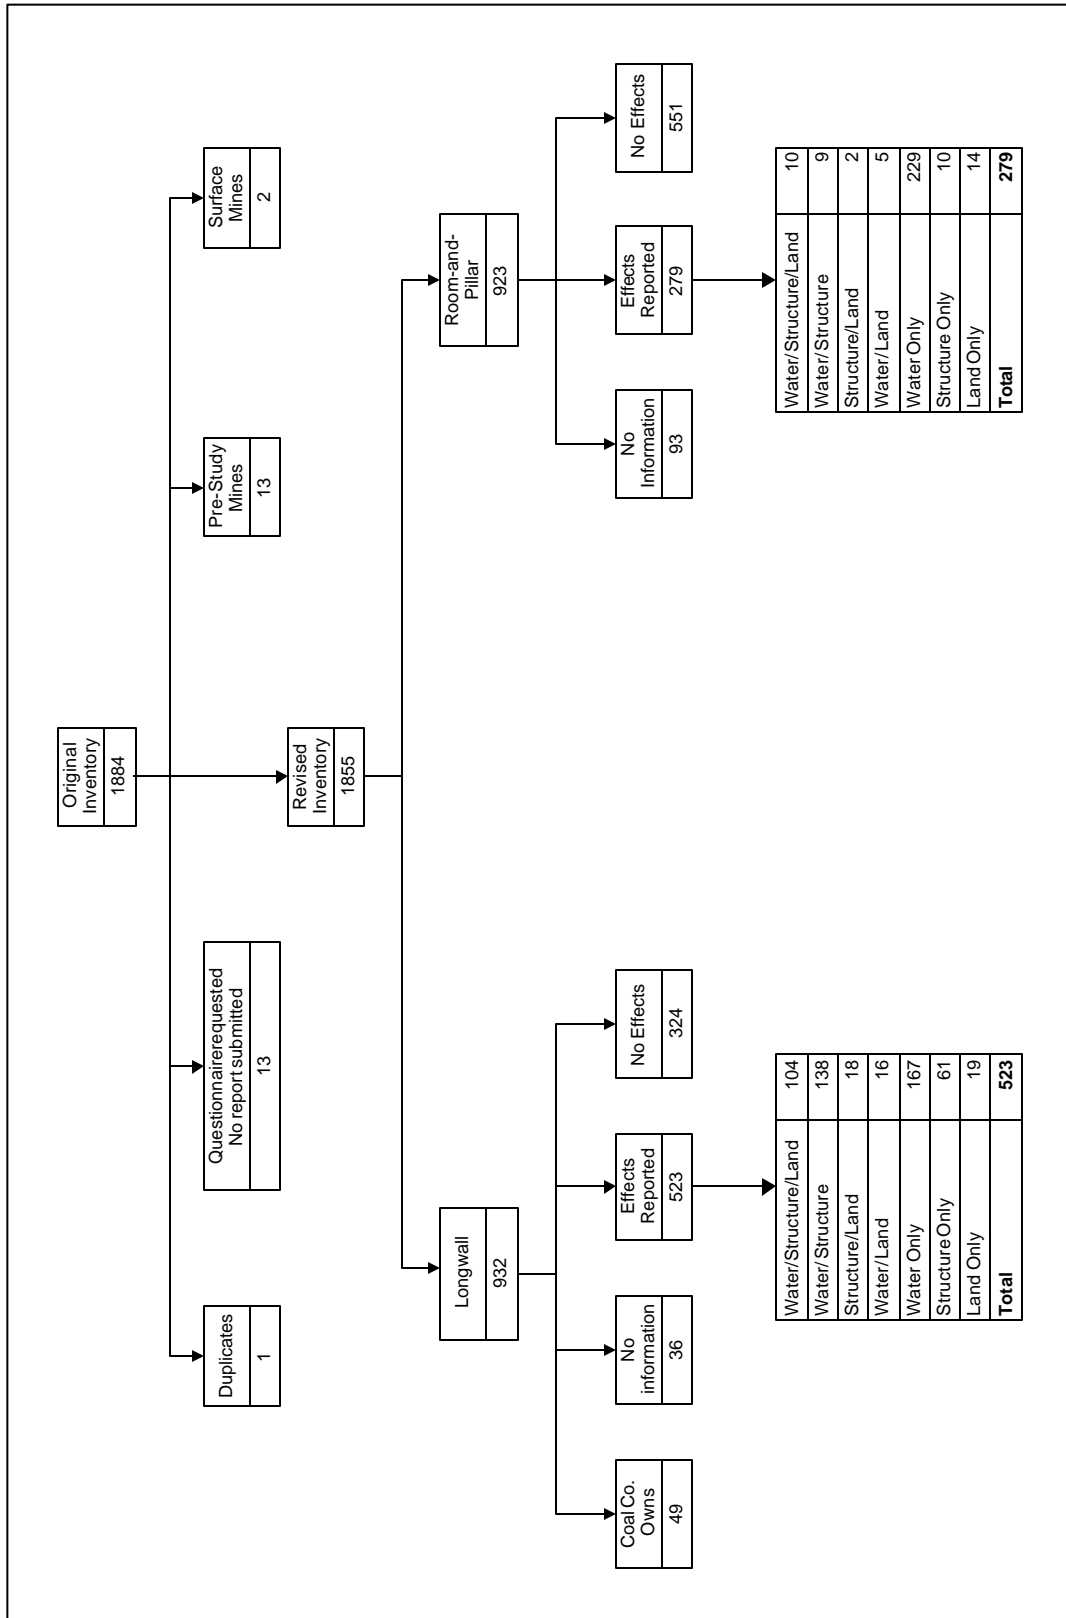 Original
Inventory
1884
Duplicates
1
Questionnairerequested
No report submitted
13
Pre-Study
Mines
13
Surface
Mines
2
Revised
Inventory
1855
Longwall
932
Room-and-
Pillar
923
Coal Co.
Owns
49
No
information
36
Effects
Reported
523
No Effects
324
No
Information
93
Effects
Reported
279
No Effects
551
Water/Structure/Land 104
Water/Structure 138
Structure/Land 18
Water/Land 16
Water Only 167
StructureOnly 61
Land Only 19
Total 523
Water/Structure/Land 10
Water/Structure 9
Structure/Land 2
Water/Land 5
Water Only 229
Structure Only 10
Land Only 14
Total 279